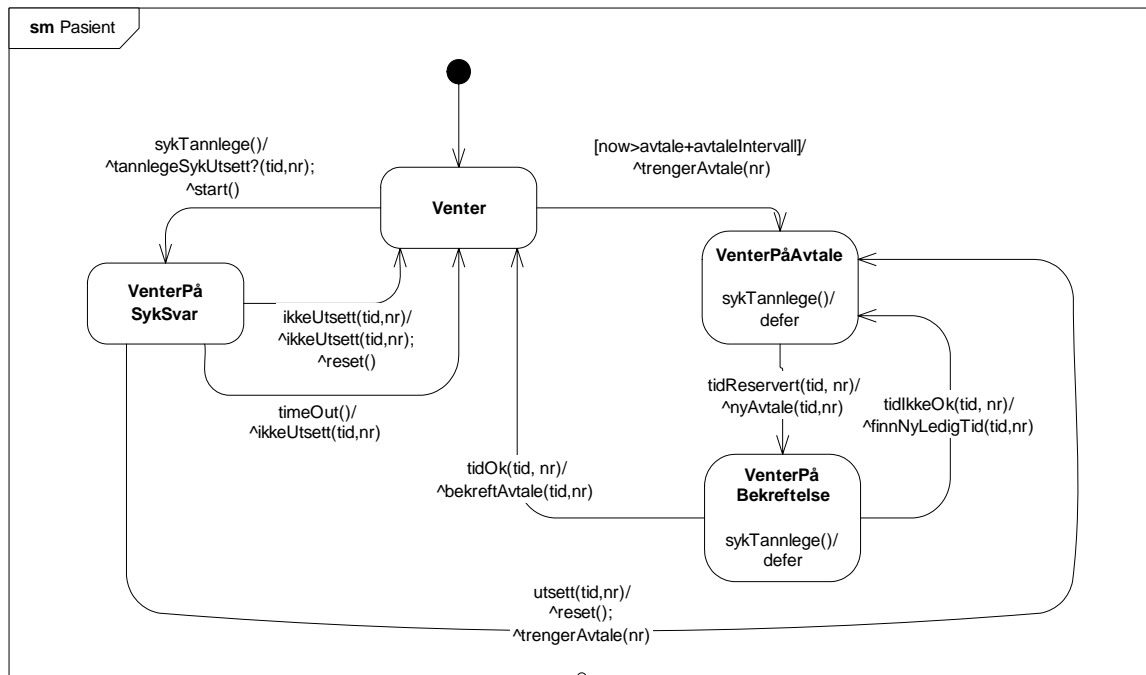 sm Pasient
sykTannlege()/
^tannlegeSykUtsett?(tid,nr);
^start()
[now>avtale+avtaleIntervall]/
^trengerAvtale(nr)
Venter
VenterPåAvtale
sykTannlege()/
defer
VenterPå
SykSvar
ikkeUtsett(tid,nr)/
^ikkeUtsett(tid,nr);
^reset()
timeOut()/
^ikkeUtsett(tid,nr)
tidReservert(tid, nr)/
^nyAvtale(tid,nr)
tidIkkeOk(tid, nr)/
^finnNyLedigTid(tid,nr)
tidOk(tid, nr)/
^bekreftAvtale(tid,nr)
VenterPå
Bekreftelse
sykTannlege()/
defer
utsett(tid,nr)/
^reset();
^trengerAvtale(nr)